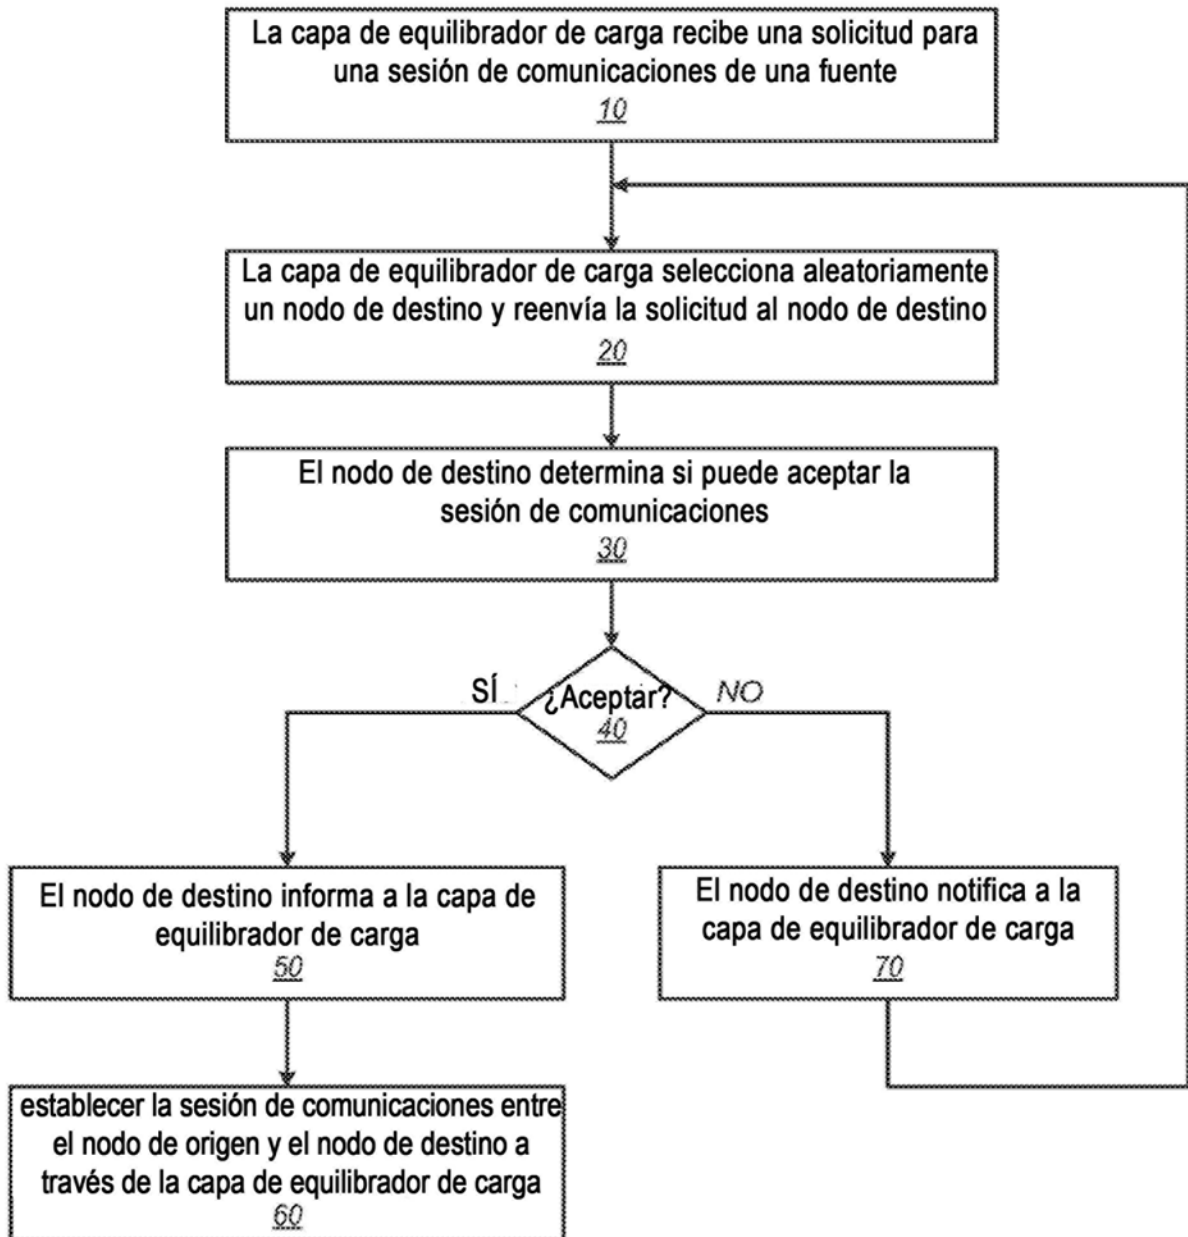 La capa de equilibrador de carga recibe una solicitud para
una sesión de comunicaciones de una fuente
10
La capa de equilibrador de carga selecciona aleatoriamente
un nodo de destino y reenvía la solicitud al nodo de destino
20
El nodo de destino determina si puede aceptar la
sesión de comunicaciones
30
SÍ
¿Aceptar?
40
NO
El nodo de destino informa a la capa de
equilibrador de carga
50
El nodo de destino notifica a la
capa de equilibrador de carga
70
establecer la sesión de comunicaciones entre
el nodo de origen y el nodo de destino a
través de la capa de equilibrador de carga
60